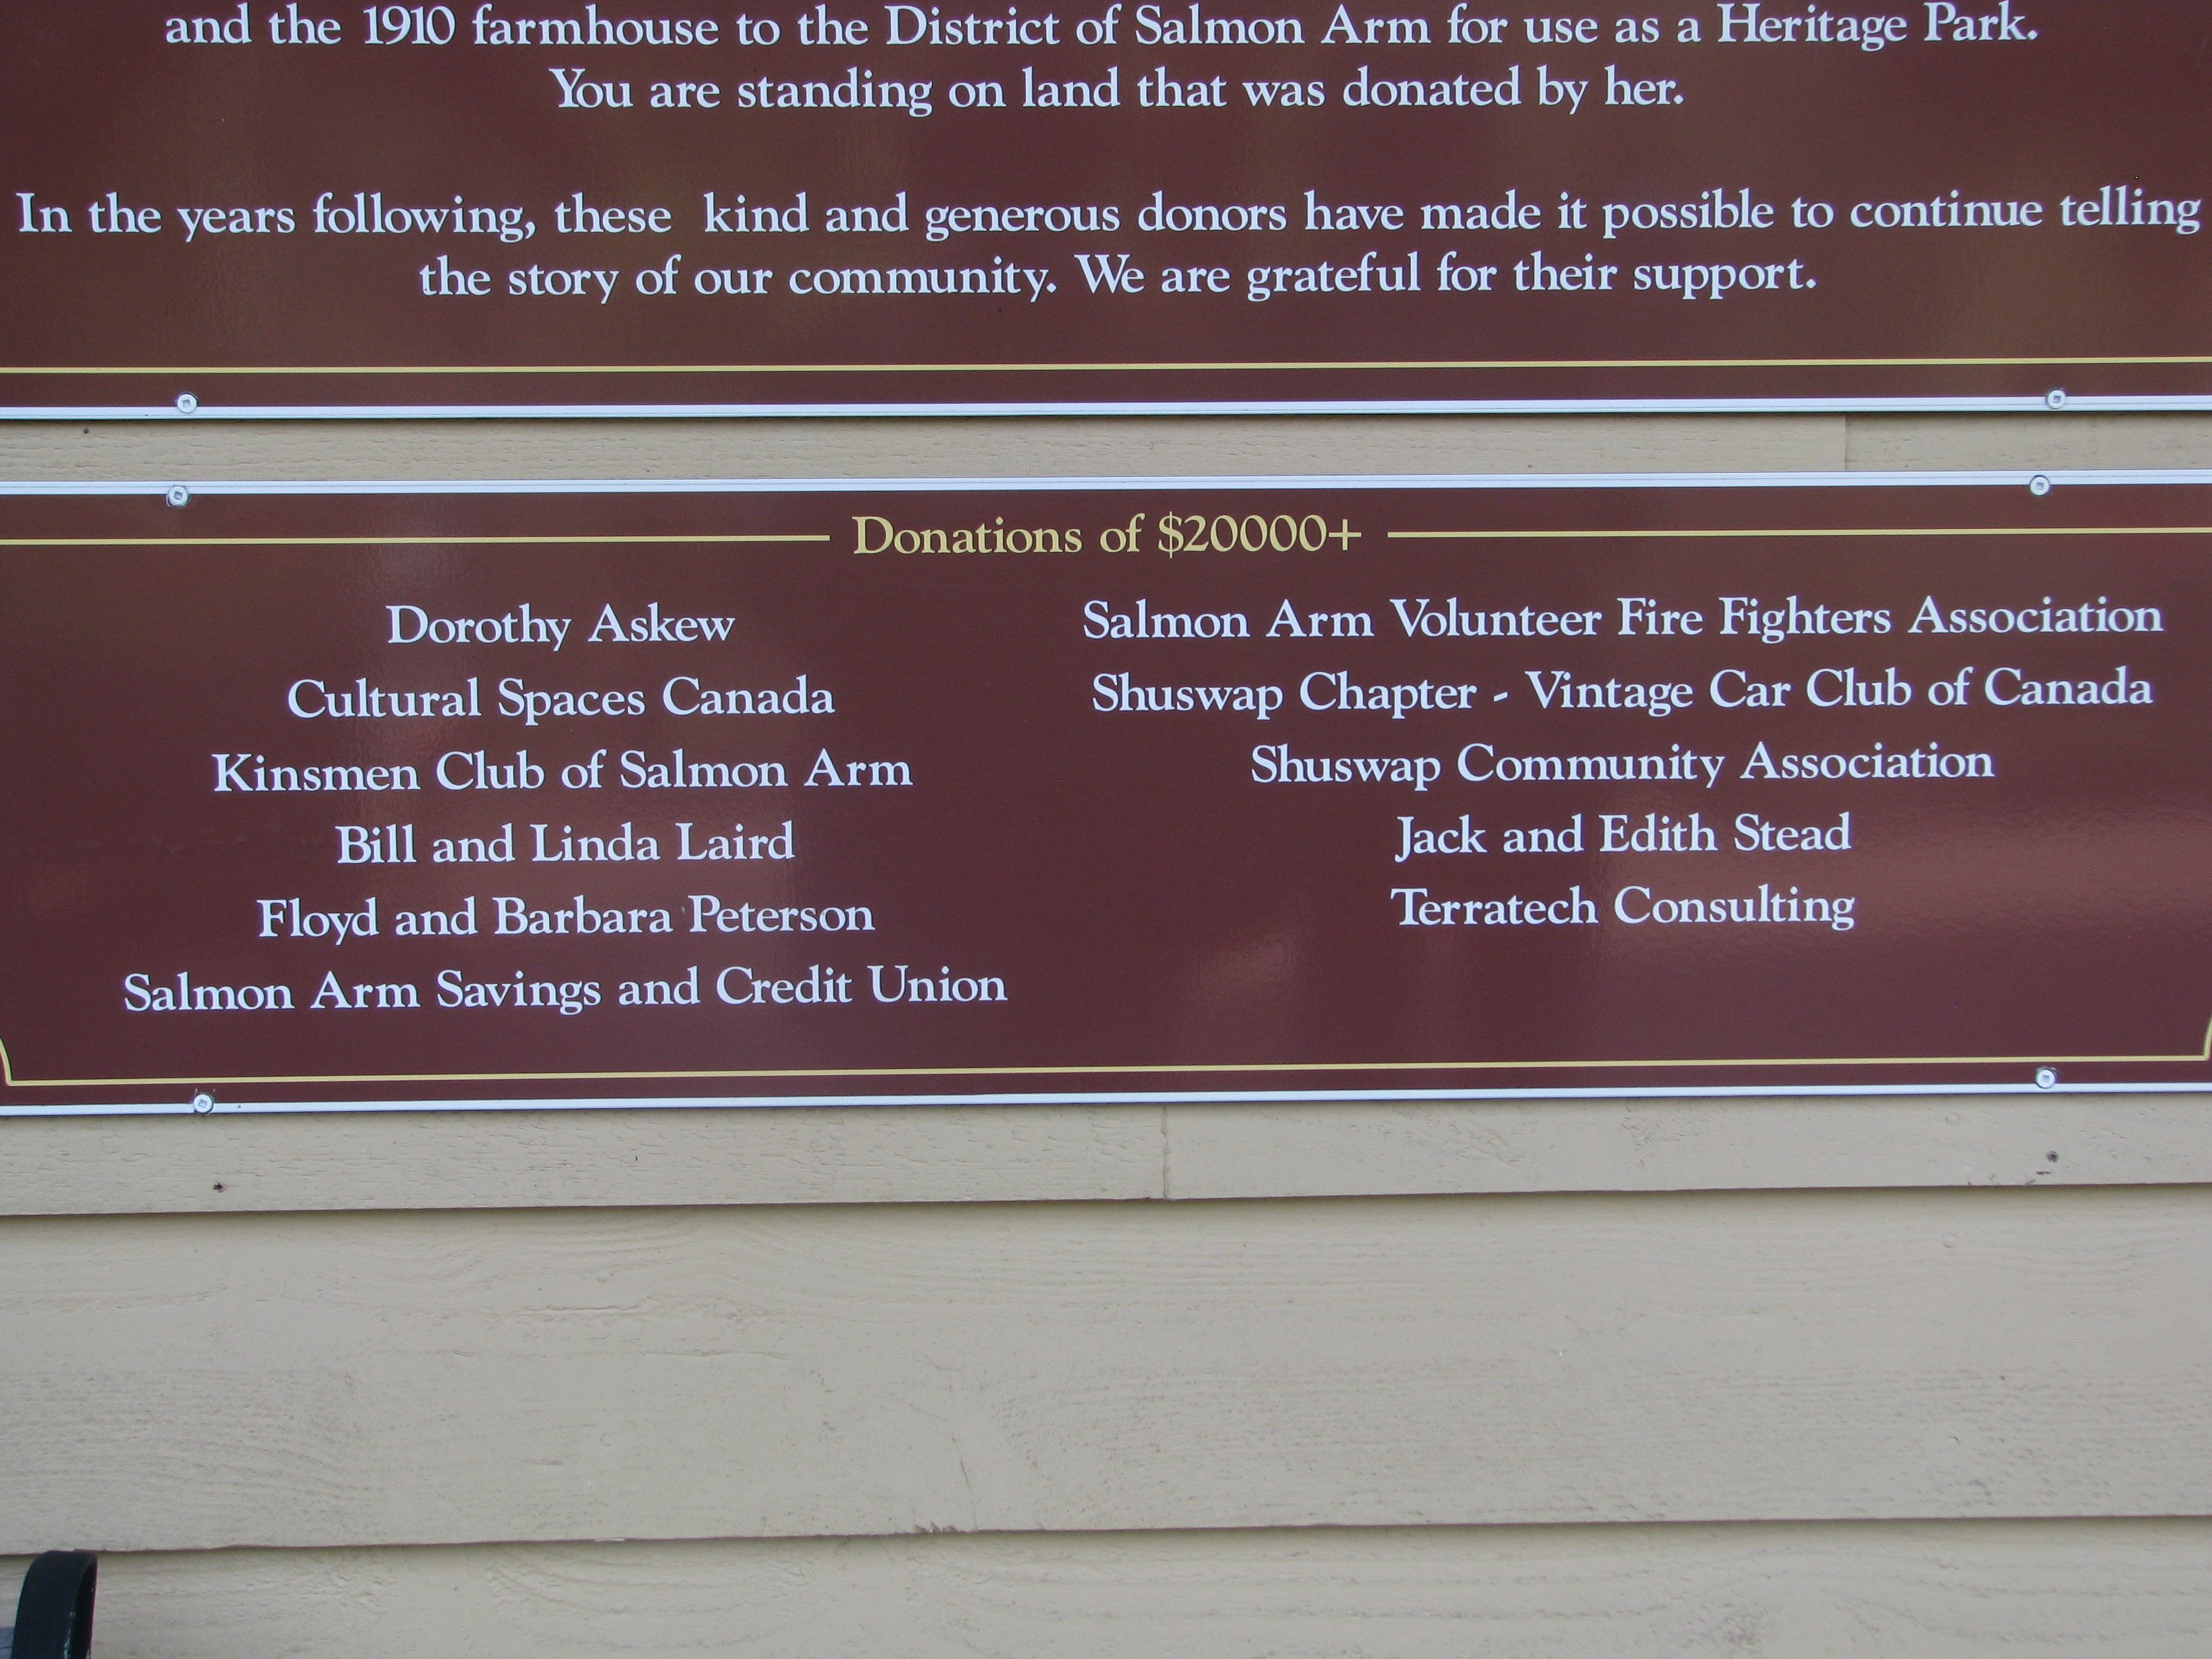 and the 1910 farmhouse to the District of Salmon Arm for use as a Heritage Park.
You are standing on land that was donated by her.
In the years following, these kind and generous donors have made it possible to continue telling
the story of our community. We are grateful for their support.
Donations of $20000+
Dorothy Askew
Cultural Spaces Canada
Kinsmen Club of Salmon Arm
Bill and Linda Laird
Floyd and Barbara Peterson
Salmon Arm Savings and Credit Union
Salmon Arm Volunteer Fire Fighters Association
Shuswap Chapter - Vintage Car Club of Canada
Shuswap Community Association
Jack and Edith Stead
Terratech Consulting